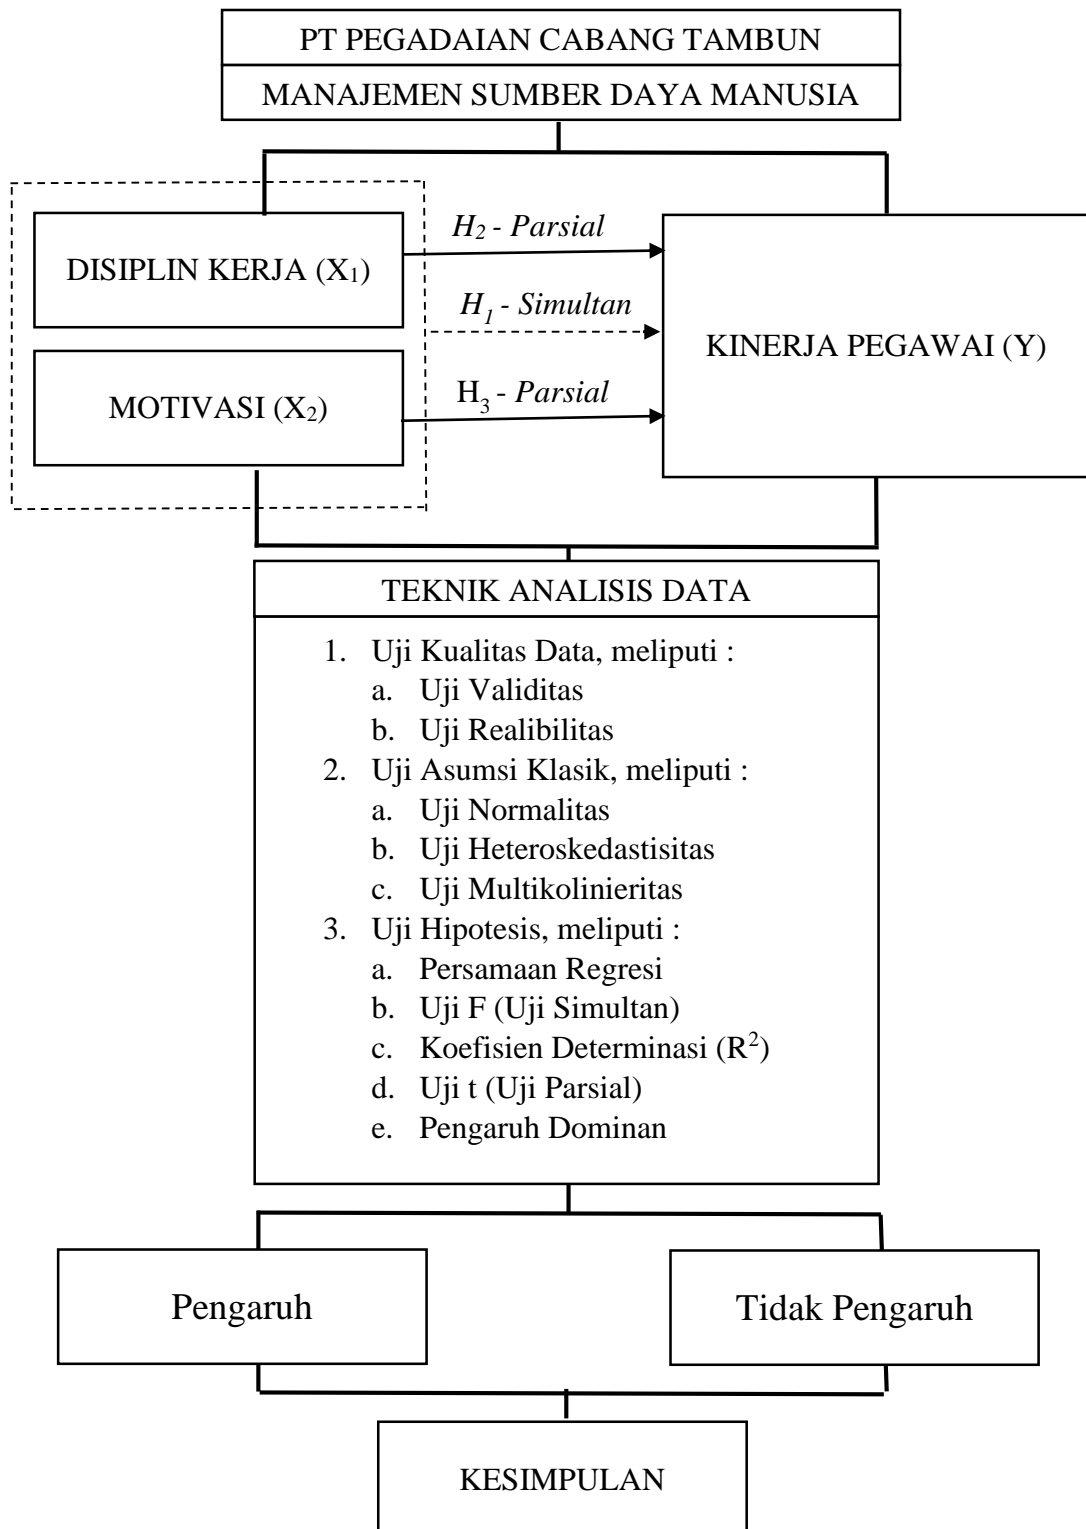 PT PEGADAIAN CABANG TAMBUN
MANAJEMEN SUMBER DAYA MANUSIA
DISIPLIN KERJA (X₁)
H₂ - Parsial
H₁ - Simultan
KINERJA PEGAWAI (Y)
MOTIVASI (X₂)
H₃ - Parsial
TEKNIK ANALISIS DATA
1. Uji Kualitas Data, meliputi :
a. Uji Validitas
b. Uji Realibilitas
2. Uji Asumsi Klasik, meliputi :
a. Uji Normalitas
b. Uji Heteroskedastisitas
c. Uji Multikolinieritas
3. Uji Hipotesis, meliputi :
a. Persamaan Regresi
b. Uji F (Uji Simultan)
c. Koefisien Determinasi (R²)
d. Uji t (Uji Parsial)
e. Pengaruh Dominan
Pengaruh
Tidak Pengaruh
KESIMPULAN